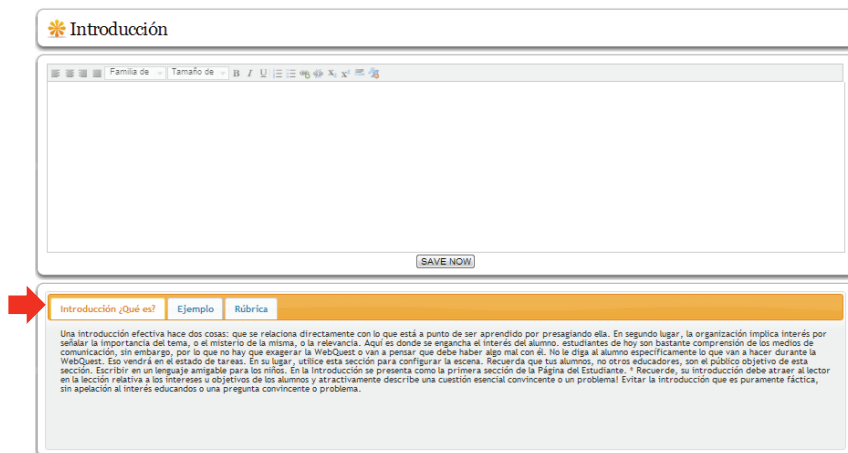 Introducción
Familia de Tamaño de B I U X₂ x²
SAVE NOW
Introducción ¿Qué es? Ejemplo Rúbrica
Una introducción efectiva hace dos cosas: que se relaciona directamente con lo que está a punto de ser aprendido por presagiando ella. En segundo lugar, la organización implica interés por
señalar la importancia del tema, o el misterio de la misma, o la relevancia. Aquí es donde se engancha el interés del alumno. estudiantes de hoy son bastante comprensión de los medios de
comunicación, sin embargo, por lo que no hay que exagerar la WebQuest o van a pensar que debe haber algo mal con él. No le diga al alumno específicamente lo que van a hacer durante la
WebQuest. Eso vendrá en el estado de tareas. En su lugar, utilice esta sección para configurar la escena. Recuerda que tus alumnos, no otros educadores, son el público objetivo de esta
sección. Escribir en un lenguaje amigable para los niños. En la Introducción se presenta como la primera sección de la Página del Estudiante. * Recuerde, su introducción debe atraer al lector
en la lección relativa a los intereses u objetivos de los alumnos y atractivamente describe una cuestión esencial convincente o un problema! Evitar la introducción que es puramente fáctica,
sin apelación al interés educandos o una pregunta convincente o problema.